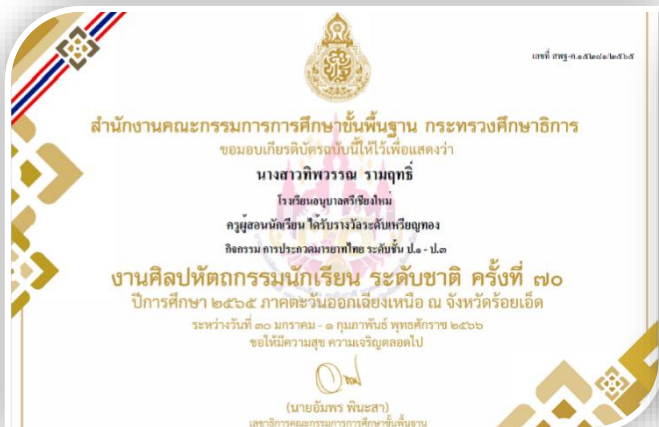 เลขที่ สพฐ-ค.๑๕๒๘๑/๒๕๖๕
สำนักงานคณะกรรมการการศึกษาขั้นพื้นฐาน กระทรวงศึกษาธิการ
ขอมอบเกียรติบัตรฉบับนี้ให้ไว้เพื่อแสดงว่า
นางสาวทิพวรรณ รามฤทธิ์
โรงเรียนอนุบาลศรีเชียงใหม่
ครูผู้สอนนักเรียน ได้รับรางวัลระดับเหรียญทอง
กิจกรรม การประกวดมารยาทไทย ระดับชั้น ป.๑ - ป.๓
งานศิลปหัตถกรรมนักเรียน ระดับชาติ ครั้งที่ ๗๐
ปีการศึกษา ๒๕๖๕ ภาคตะวันออกเฉียงเหนือ ณ จังหวัดร้อยเอ็ด
ระหว่างวันที่ ๓๐ มกราคม - ๑ กุมภาพันธ์ พุทธศักราช ๒๕๖๖
ขอให้มีความสุข ความเจริญตลอดไป
(นายอัมพร พินะสา)
เลขาธิการคณะกรรมการการศึกษาขั้นพื้นฐาน